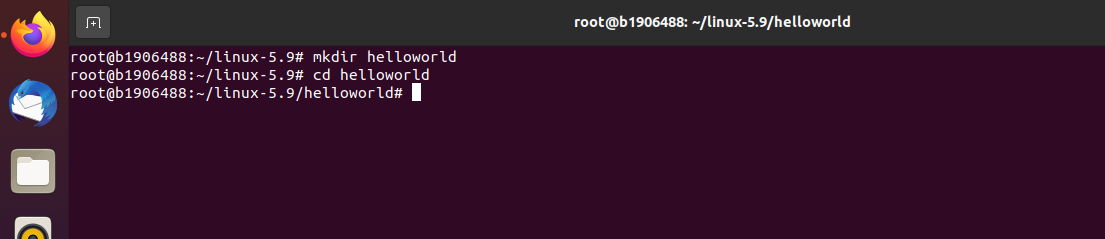 root@b1906488: ~/linux-5.9/helloworld
root@b1906488:~/linux-5.9# mkdir helloworld
root@b1906488:~/linux-5.9# cd helloworld
root@b1906488:~/linux-5.9/helloworld#